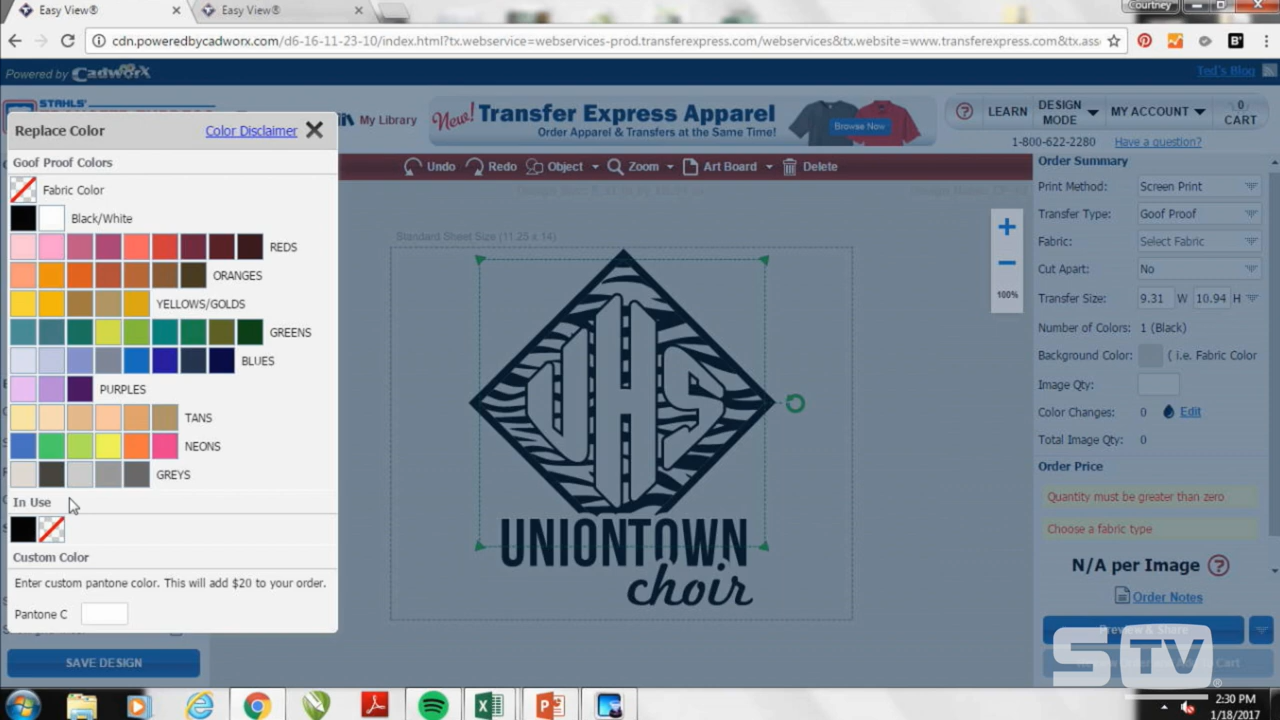 Easy View®
Easy View®
Courtney
cdn.poweredbycadworx.com/d6-16-11-23-10/index.html?tx.webservice=webservices-prod.transferexpress.com/webservices&tx.website=www.transferexpress.com&tx.ass
Powered by CadworX
Ted's Blog
STAHLS'
My Library
New! Transfer Express Apparel
Order Apparel & Transfers at the Same Time!
Browse Now
LEARN
DESIGN MODE
MY ACCOUNT
0
CART
1-800-622-2280
Have a question?
Replace Color
Color Disclaimer
Goof Proof Colors
Fabric Color
Black/White
REDS
ORANGES
YELLOWS/GOLDS
GREENS
BLUES
PURPLES
TANS
NEONS
GREYS
In Use
Custom Color
Enter custom pantone color. This will add $20 to your order.
Pantone C
SAVE DESIGN
Undo
Redo
Object
Zoom
Art Board
Delete
Standard Sheet Size (11.25 x 14)
100%
UHS
UNIONTOWN
choir
Order Summary
Print Method: Screen Print
Transfer Type: Goof Proof
Fabric: Select Fabric
Cut Apart: No
Transfer Size: 9.31 W 10.94 H
Number of Colors: 1 (Black)
Background Color: ( i.e. Fabric Color
Image Qty:
Color Changes: 0 Edit
Total Image Qty: 0
Order Price
Quantity must be greater than zero
Choose a fabric type
N/A per Image
Order Notes
Preview & Share
Cart
STV
2:30 PM
1/18/2017